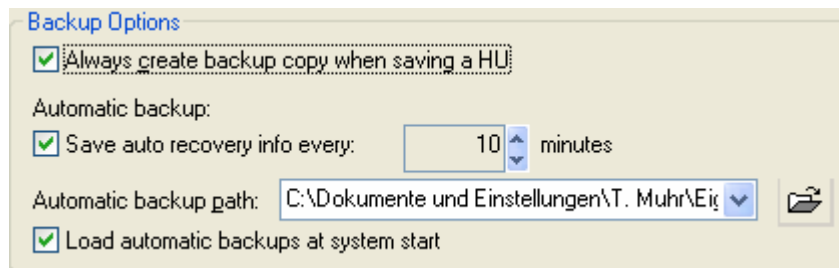 Backup Options
Always create backup copy when saving a HU
Automatic backup:
Save auto recovery info every: 10 minutes
Automatic backup path: C:\Dokumente und Einstellungen\T. Muhr\Eig
Load automatic backups at system start